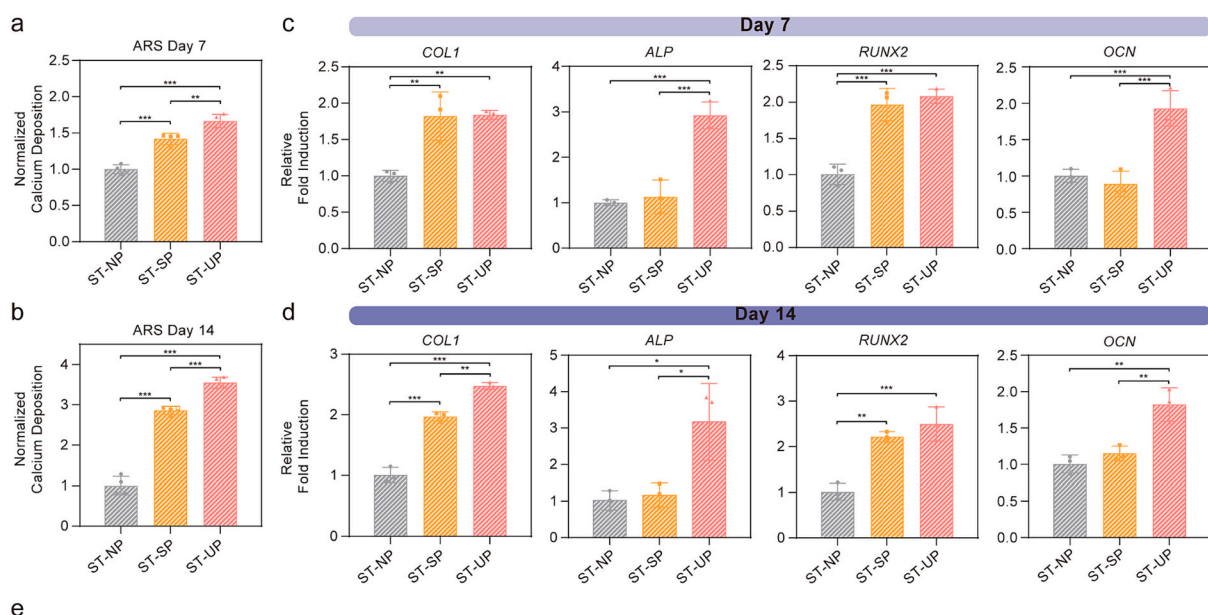 a
ARS Day 7
Normalized
Calcium Deposition
2.5
2.0
1.5
1.0
0.5
0.0
***
***
**
ST-NP
ST-SP
ST-UP
c
Day 7
COL1
Relative
Fold Induction
2.5
2.0
1.5
1.0
0.5
0.0
**
**
ST-NP
ST-SP
ST-UP
ALP
4
3
2
1
0
***
***
ST-NP
ST-SP
ST-UP
RUNX2
2.5
2.0
1.5
1.0
0.5
0.0
***
***
ST-NP
ST-SP
ST-UP
OCN
2.5
2.0
1.5
1.0
0.5
0.0
***
***
ST-NP
ST-SP
ST-UP
b
ARS Day 14
Normalized
Calcium Deposition
4
3
2
1
0
***
***
***
ST-NP
ST-SP
ST-UP
d
Day 14
COL1
Relative
Fold Induction
3
2
1
0
***
**
***
ST-NP
ST-SP
ST-UP
ALP
5
4
3
2
1
0
*
*
ST-NP
ST-SP
ST-UP
RUNX2
4
3
2
1
0
***
**
ST-NP
ST-SP
ST-UP
OCN
2.5
2.0
1.5
1.0
0.5
0.0
**
**
ST-NP
ST-SP
ST-UP
e